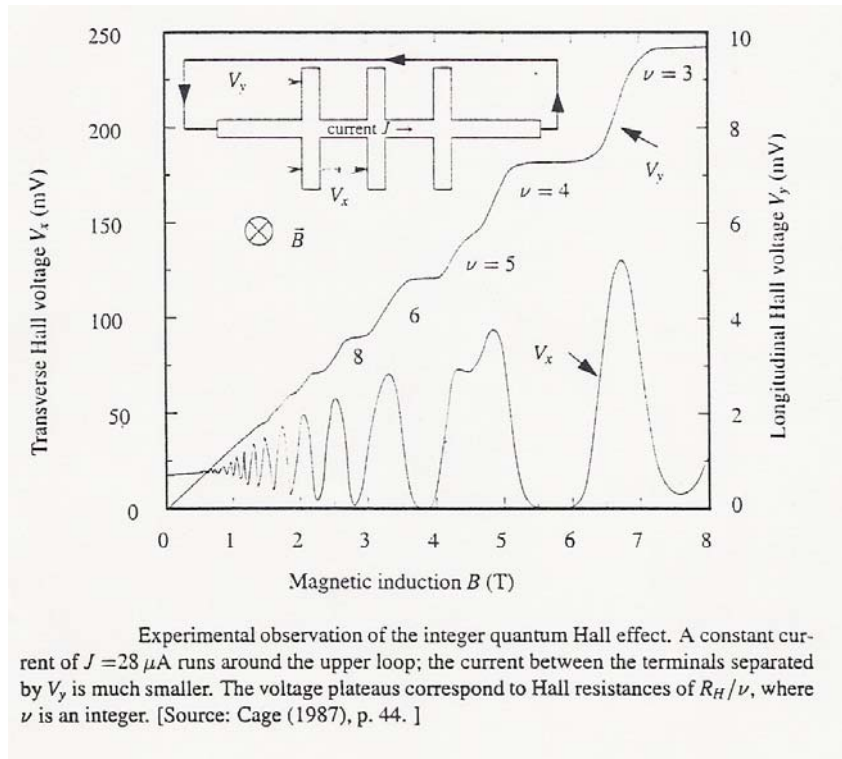 250
200
150
100
50
0
10
8
6
4
2
0
0 1 2 3 4 5 6 7 8
Transverse Hall voltage Vₓ (mV)
Longitudinal Hall voltage V_y (mV)
Magnetic induction B (T)
V_y
current J →
Vₓ
B⃗
ν = 3
V_y
ν = 4
ν = 5
6
8
Vₓ
Experimental observation of the integer quantum Hall effect. A constant cur-
rent of J =28 μA runs around the upper loop; the current between the terminals separated
by V_y is much smaller. The voltage plateaus correspond to Hall resistances of R_H/ν, where
ν is an integer. [Source: Cage (1987), p. 44. ]